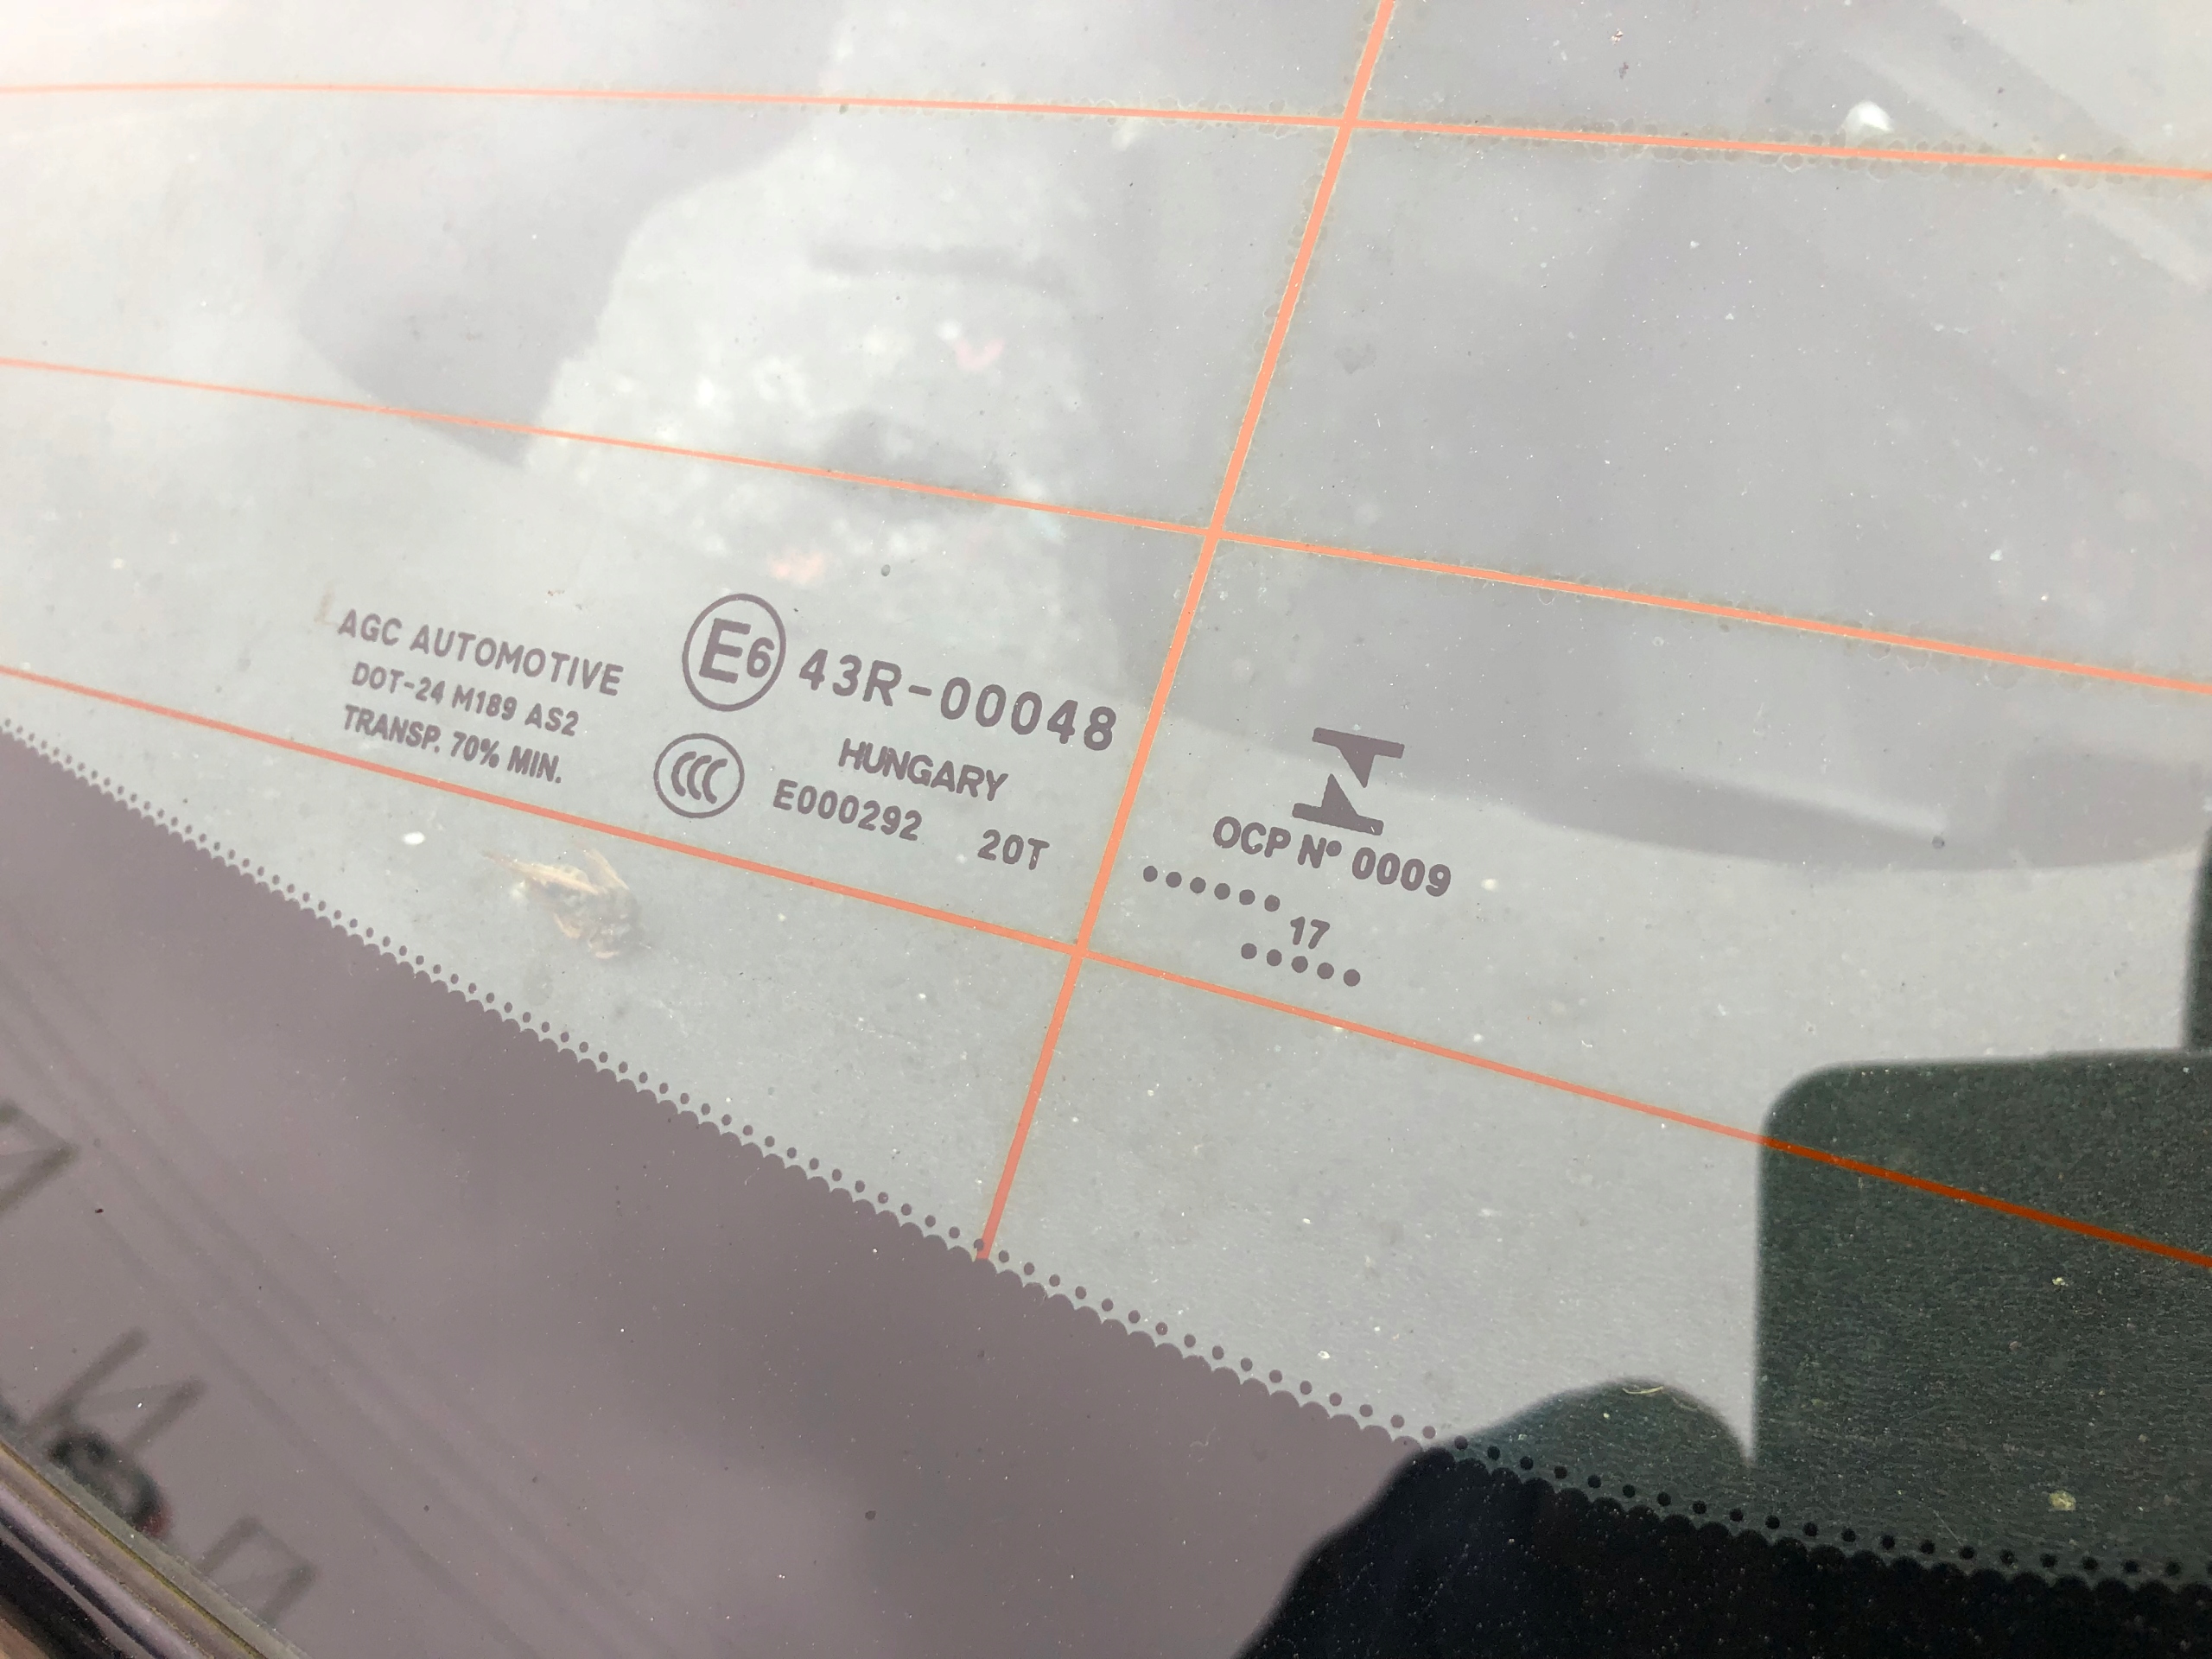 AGC AUTOMOTIVE
DOT-24 M189 AS2
TRANSP. 70% MIN.
E6 43R-00048
HUNGARY
CCC E000292 20T
OCP Nº 0009
......
17
.....